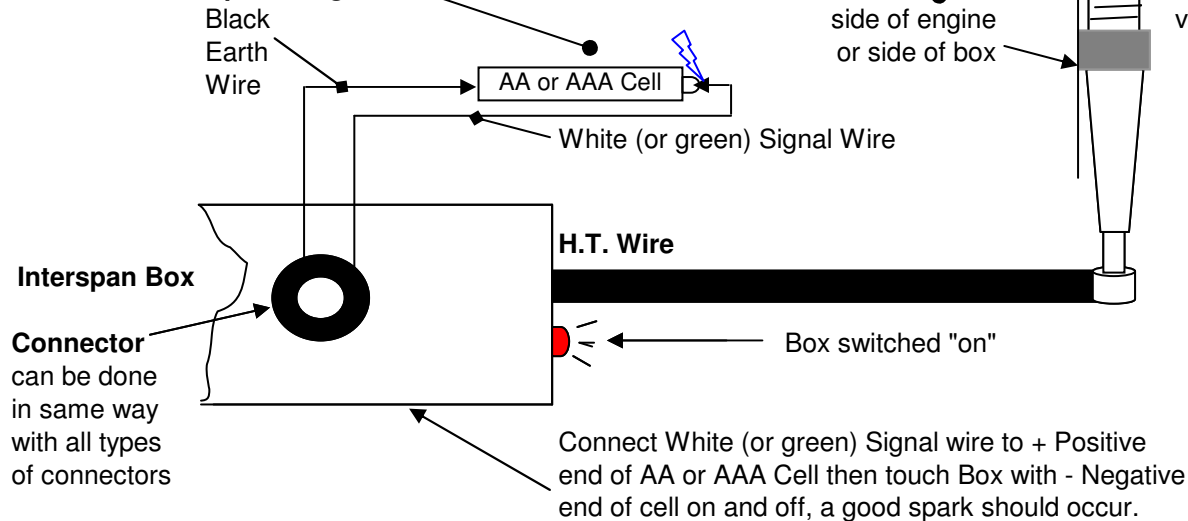 Black
Earth
Wire
side of engine
or side of box
v
AA or AAA Cell
White (or green) Signal Wire
H.T. Wire
Interspan Box
Connector
can be done
in same way
with all types
of connectors
Box switched "on"
Connect White (or green) Signal wire to + Positive
end of AA or AAA Cell then touch Box with - Negative
end of cell on and off, a good spark should occur.